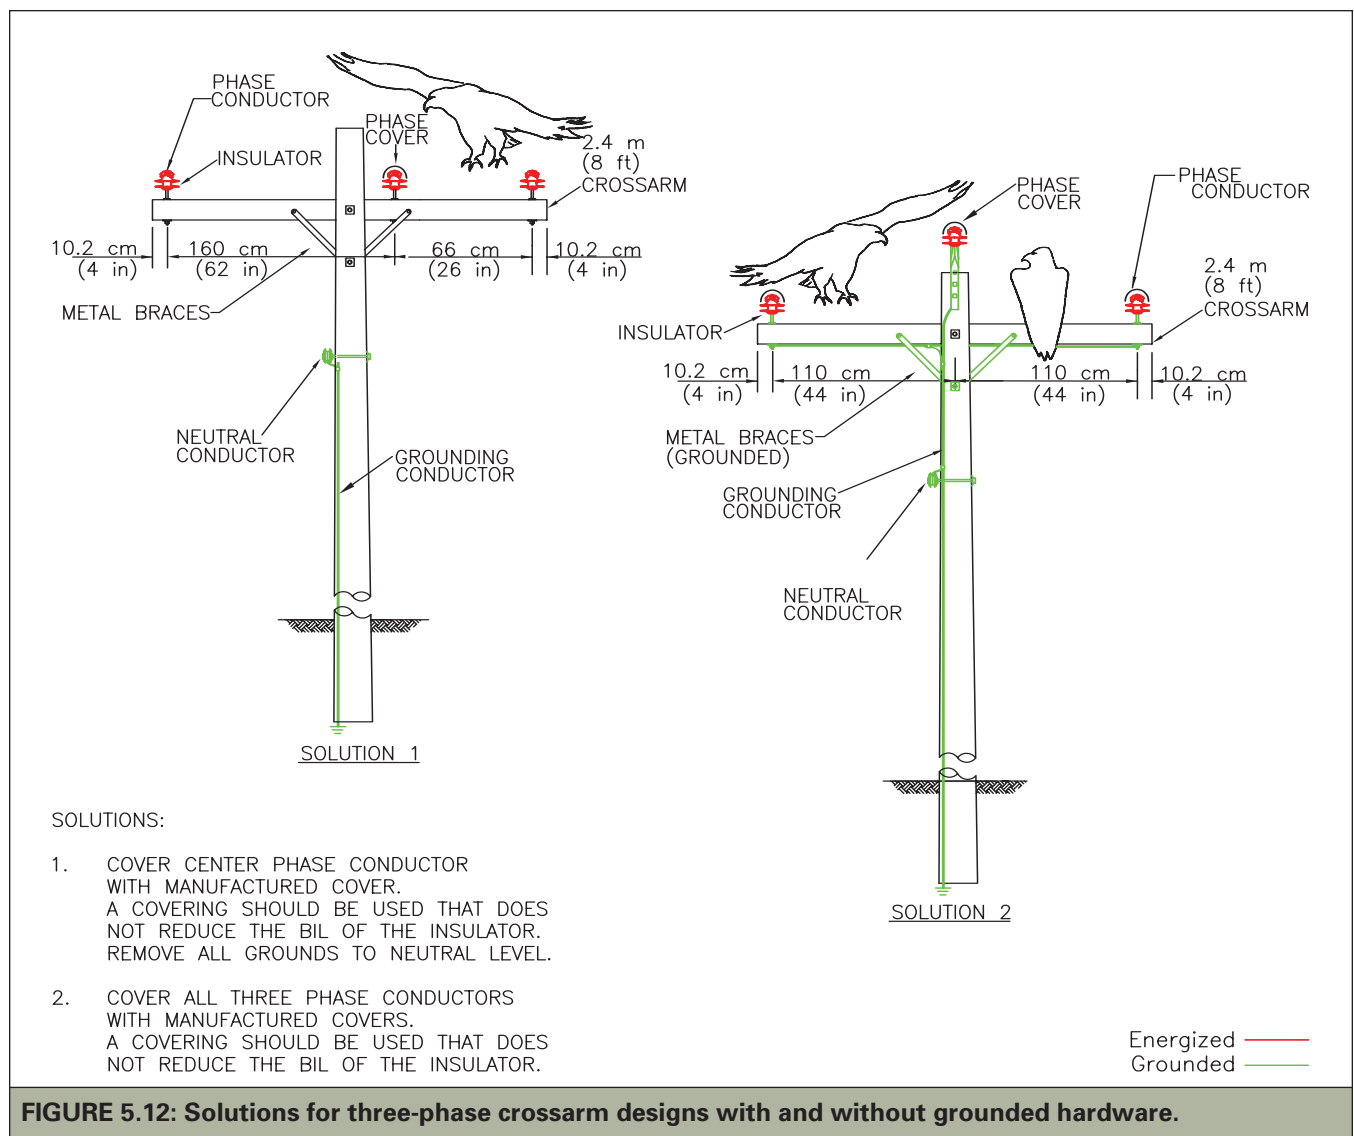 PHASE
CONDUCTOR
INSULATOR
PHASE
COVER
2.4 m
(8 ft)
CROSSARM
10.2 cm
(4 in)
160 cm
(62 in)
66 cm
(26 in)
10.2 cm
(4 in)
METAL BRACES
NEUTRAL
CONDUCTOR
GROUNDING
CONDUCTOR
SOLUTION 1
PHASE
COVER
PHASE
CONDUCTOR
2.4 m
(8 ft)
CROSSARM
INSULATOR
10.2 cm
(4 in)
110 cm
(44 in)
110 cm
(44 in)
10.2 cm
(4 in)
METAL BRACES
(GROUNDED)
GROUNDING
CONDUCTOR
NEUTRAL
CONDUCTOR
SOLUTION 2
SOLUTIONS:
1. COVER CENTER PHASE CONDUCTOR
WITH MANUFACTURED COVER.
A COVERING SHOULD BE USED THAT DOES
NOT REDUCE THE BIL OF THE INSULATOR.
REMOVE ALL GROUNDS TO NEUTRAL LEVEL.
2. COVER ALL THREE PHASE CONDUCTORS
WITH MANUFACTURED COVERS.
A COVERING SHOULD BE USED THAT DOES
NOT REDUCE THE BIL OF THE INSULATOR.
Energized
Grounded
FIGURE 5.12: Solutions for three-phase crossarm designs with and without grounded hardware.